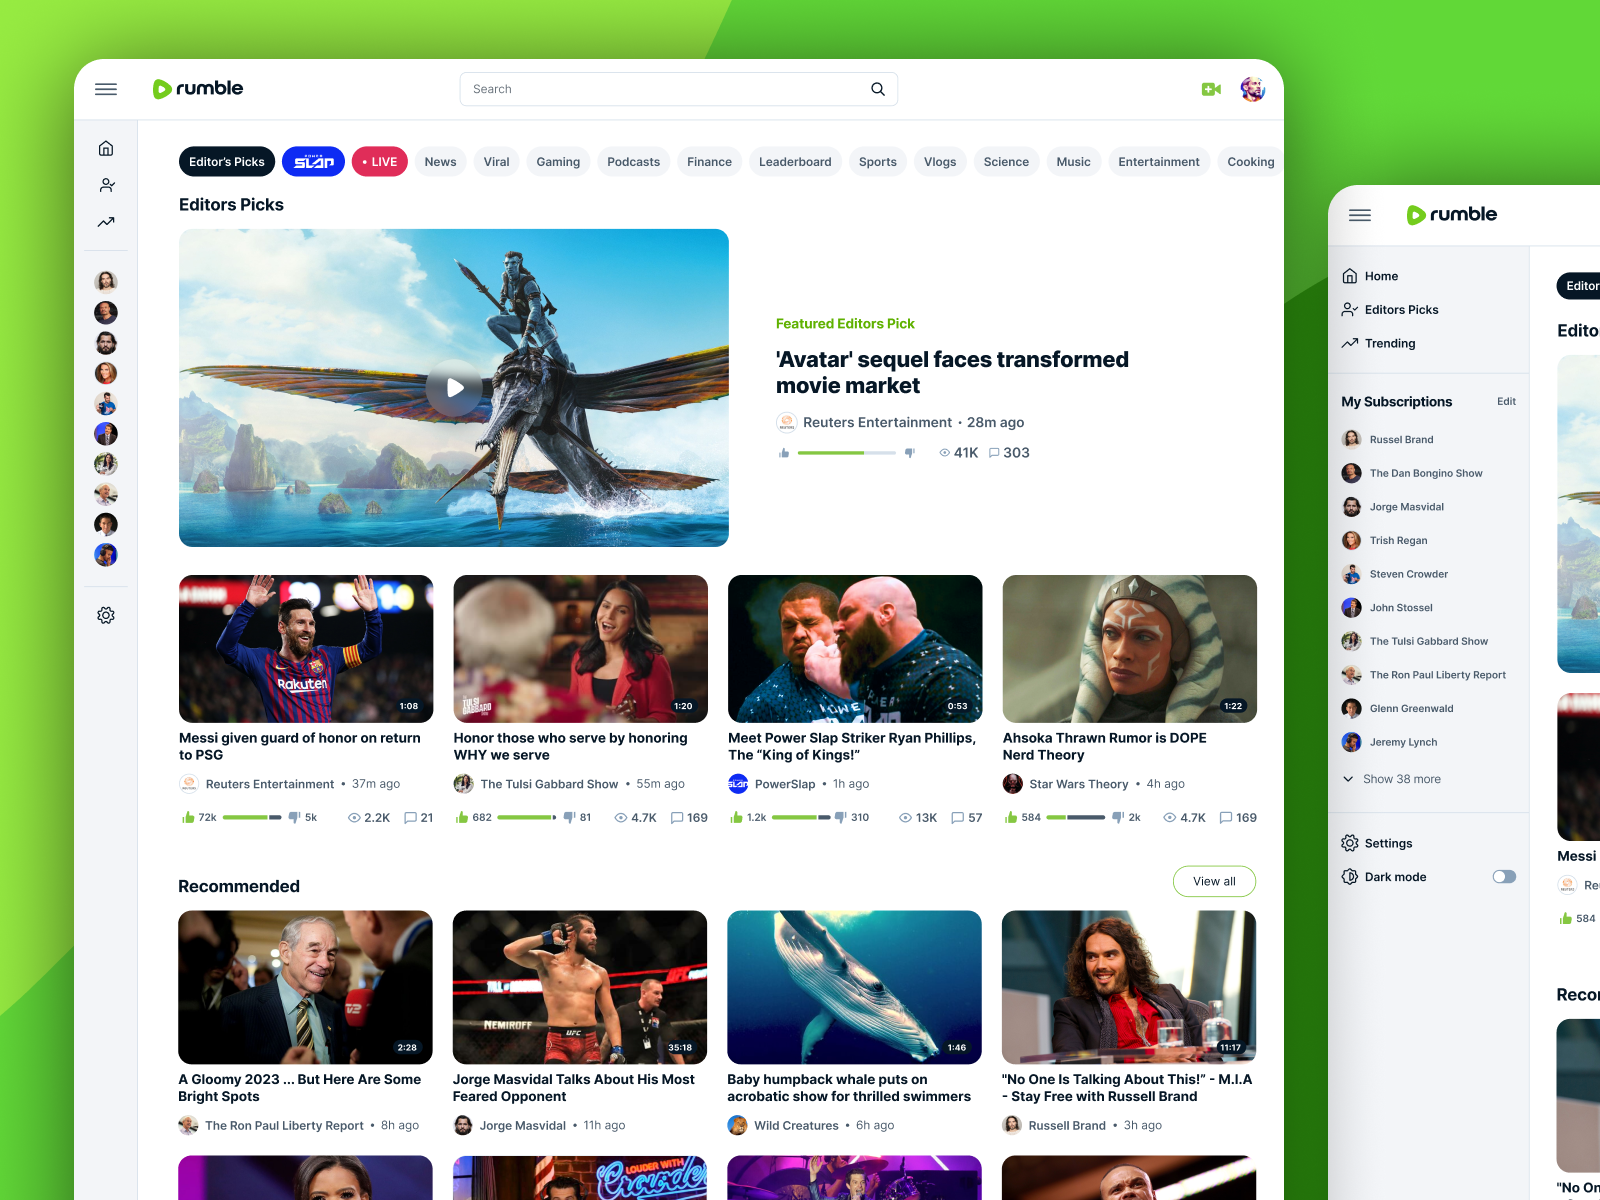 rumble
Search
Editor's Picks
POWER SLAP
• LIVE
News
Viral
Gaming
Podcasts
Finance
Leaderboard
Sports
Vlogs
Science
Music
Entertainment
Cooking
Editors Picks
Featured Editors Pick
'Avatar' sequel faces transformed
movie market
Reuters Entertainment • 28m ago
41K 303
Rakuten
1:08
THE TULSI GABBARD SHOW
1:20
0:53
1:22
Messi given guard of honor on return
to PSG
Reuters Entertainment • 37m ago
72k 5k 2.2K 21
Honor those who serve by honoring
WHY we serve
The Tulsi Gabbard Show • 55m ago
682 81 4.7K 169
Meet Power Slap Striker Ryan Phillips,
The “King of Kings!”
PowerSlap • 1h ago
1.2k 310 13K 57
Ahsoka Thrawn Rumor is DOPE
Nerd Theory
Star Wars Theory • 4h ago
584 2k 4.7K 169
Recommended
View all
2:28
NEMIROFF
UFC
35:18
1:46
11:17
A Gloomy 2023 ... But Here Are Some
Bright Spots
The Ron Paul Liberty Report • 8h ago
Jorge Masvidal Talks About His Most
Feared Opponent
Jorge Masvidal • 11h ago
Baby humpback whale puts on
acrobatic show for thrilled swimmers
Wild Creatures • 6h ago
"No One Is Talking About This!” - M.I.A
- Stay Free with Russell Brand
Russell Brand • 3h ago
LOUDER WITH
Crowder
rumble
Home
Editors Picks
Trending
My Subscriptions
Edit
Russel Brand
The Dan Bongino Show
Jorge Masvidal
Trish Regan
Steven Crowder
John Stossel
The Tulsi Gabbard Show
The Ron Paul Liberty Report
Glenn Greenwald
Jeremy Lynch
Show 38 more
Settings
Dark mode
Editor
Edito
Messi
Re
584
Recor
"No On